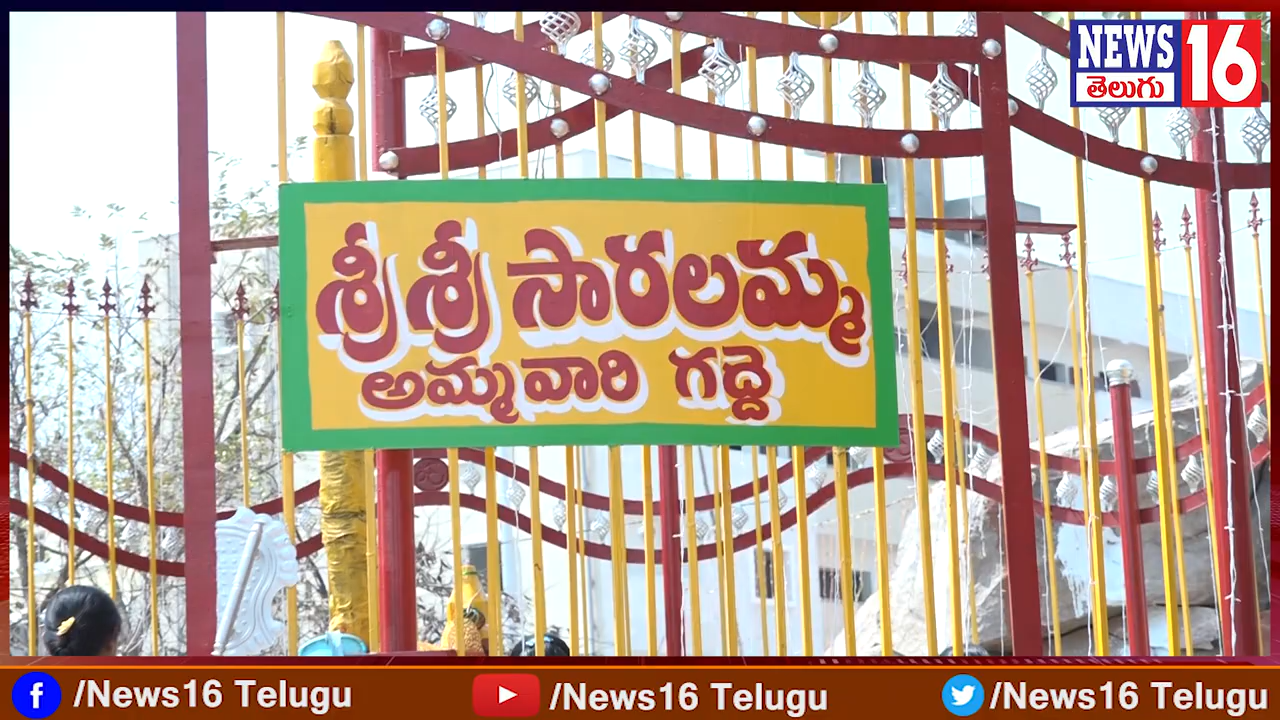 NEWS 16
తెలుగు
శ్రీశ్రీ సారలమ్మ
అమ్మవారి గద్దె
/News16 Telugu
/News16 Telugu
/News16 Telugu